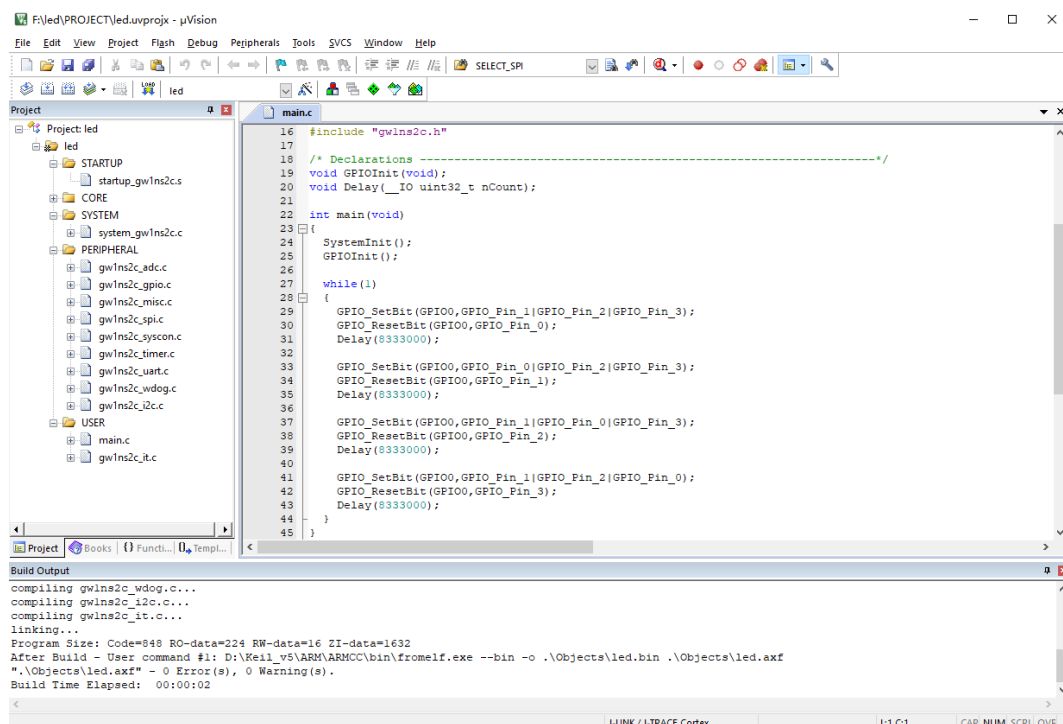 F:\led\PROJECT\led.uvprojx - µVision
File Edit View Project Flash Debug Peripherals Tools SVCS Window Help
SELECT_SPI
LOAD led
Project
Project: led
led
STARTUP
startup_gw1ns2c.s
CORE
SYSTEM
system_gw1ns2c.c
PERIPHERAL
gw1ns2c_adc.c
gw1ns2c_gpio.c
gw1ns2c_misc.c
gw1ns2c_spi.c
gw1ns2c_syscon.c
gw1ns2c_timer.c
gw1ns2c_uart.c
gw1ns2c_wdog.c
gw1ns2c_i2c.c
USER
main.c
gw1ns2c_it.c
Project Books {} Functi... Templ...
main.c
16 #include "gw1ns2c.h"
17
18 /* Declarations ------------------------------------------------------------------*/
19 void GPIOInit(void);
20 void Delay(__IO uint32_t nCount);
21
22 int main(void)
23 {
24 SystemInit();
25 GPIOInit();
26
27 while(1)
28 {
29 GPIO_SetBit(GPIO0,GPIO_Pin_1|GPIO_Pin_2|GPIO_Pin_3);
30 GPIO_ResetBit(GPIO0,GPIO_Pin_0);
31 Delay(8333000);
32
33 GPIO_SetBit(GPIO0,GPIO_Pin_0|GPIO_Pin_2|GPIO_Pin_3);
34 GPIO_ResetBit(GPIO0,GPIO_Pin_1);
35 Delay(8333000);
36
37 GPIO_SetBit(GPIO0,GPIO_Pin_1|GPIO_Pin_0|GPIO_Pin_3);
38 GPIO_ResetBit(GPIO0,GPIO_Pin_2);
39 Delay(8333000);
40
41 GPIO_SetBit(GPIO0,GPIO_Pin_1|GPIO_Pin_2|GPIO_Pin_0);
42 GPIO_ResetBit(GPIO0,GPIO_Pin_3);
43 Delay(8333000);
44 }
45 }
Build Output
compiling gw1ns2c_wdog.c...
compiling gw1ns2c_i2c.c...
compiling gw1ns2c_it.c...
linking...
Program Size: Code=848 RO-data=224 RW-data=16 ZI-data=1632
After Build - User command #1: D:\Keil_v5\ARM\ARMCC\bin\fromelf.exe --bin -o .\Objects\led.bin .\Objects\led.axf
".\Objects\led.axf" - 0 Error(s), 0 Warning(s).
Build Time Elapsed: 00:00:02
J-LINK / J-TRACE Cortex L:1 C:1 CAP NUM SCRL OVR